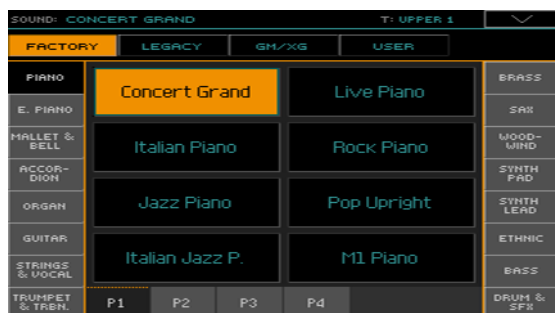 SOUND: CONCERT GRAND T: UPPER 1
FACTORY LEGACY GM/XG USER
PIANO
E. PIANO
MALLET &
BELL
ACCOR-
DION
ORGAN
GUITAR
STRINGS
& VOCAL
TRUMPET
& TRBN.
Concert Grand
Live Piano
Italian Piano
Rock Piano
Jazz Piano
Pop Upright
Italian Jazz P.
M1 Piano
P1 P2 P3 P4
BRASS
SAX
WOOD-
WIND
SYNTH
PAD
SYNTH
LEAD
ETHNIC
BASS
DRUM &
SFX